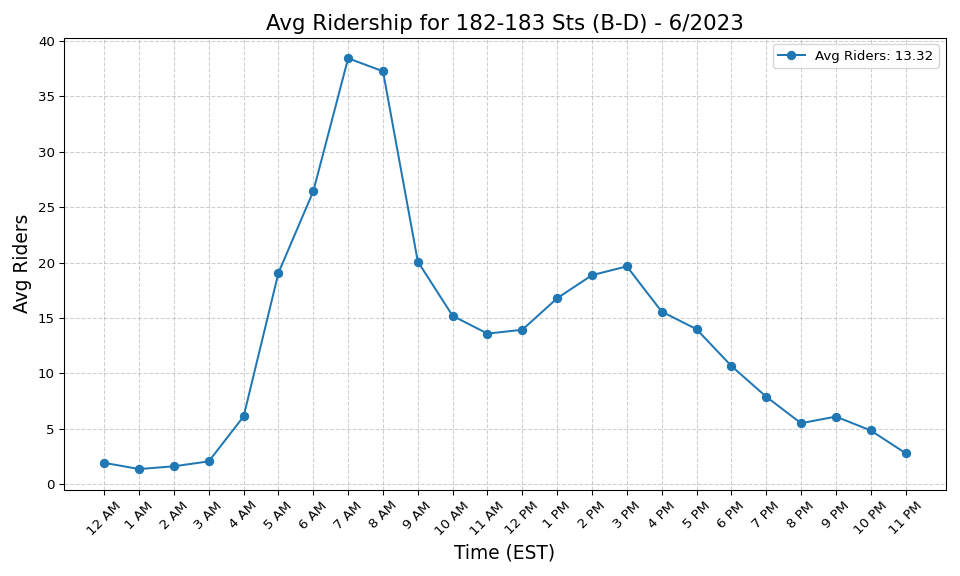 Avg Ridership for 182-183 Sts (B-D) - 6/2023
Avg Riders: 13.32
Avg Riders
40
35
30
25
20
15
10
5
0
12 AM
1 AM
2 AM
3 AM
4 AM
5 AM
6 AM
7 AM
8 AM
9 AM
10 AM
11 AM
12 PM
1 PM
2 PM
3 PM
4 PM
5 PM
6 PM
7 PM
8 PM
9 PM
10 PM
11 PM
Time (EST)